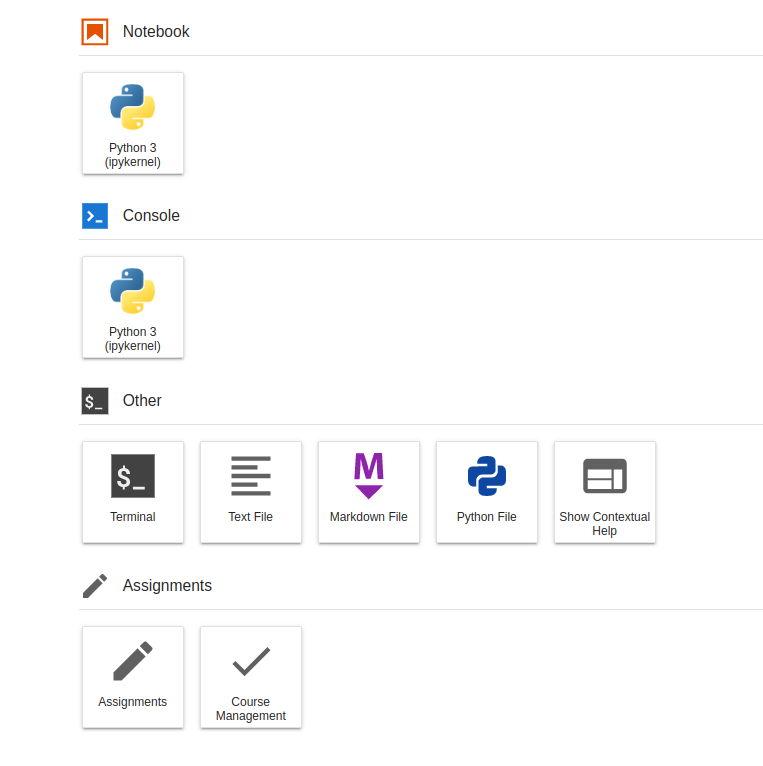 Notebook
Python 3
(ipykernel)
Console
Python 3
(ipykernel)
$_ Other
$_
Terminal
Text File
M
Markdown File
Python File
Show Contextual
Help
Assignments
Assignments
Course
Management